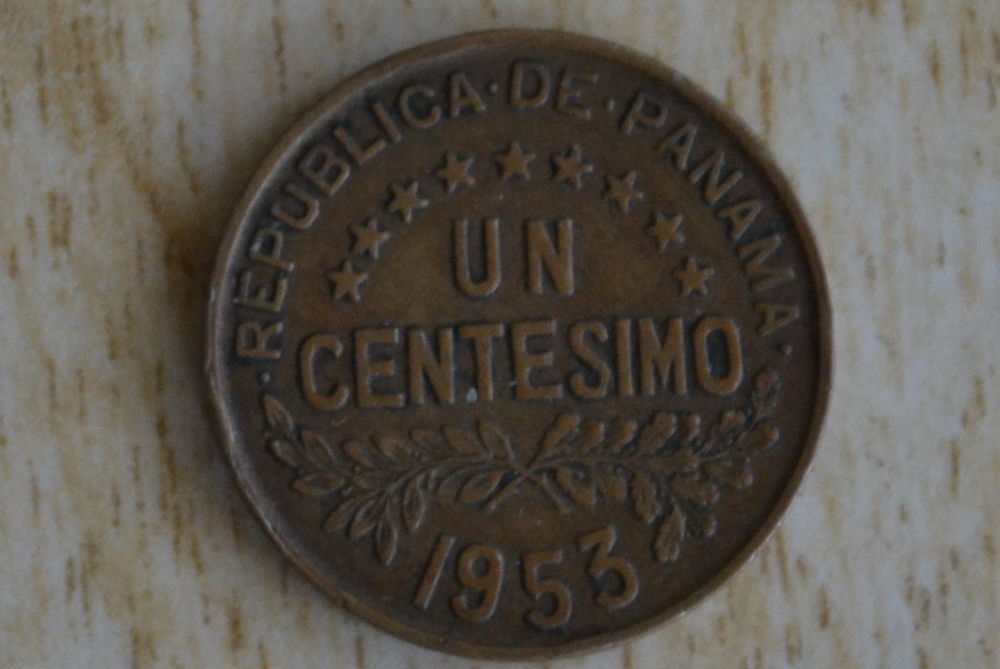 ·REPUBLICA·DE·PANAMA·
UN
CENTESIMO
1953